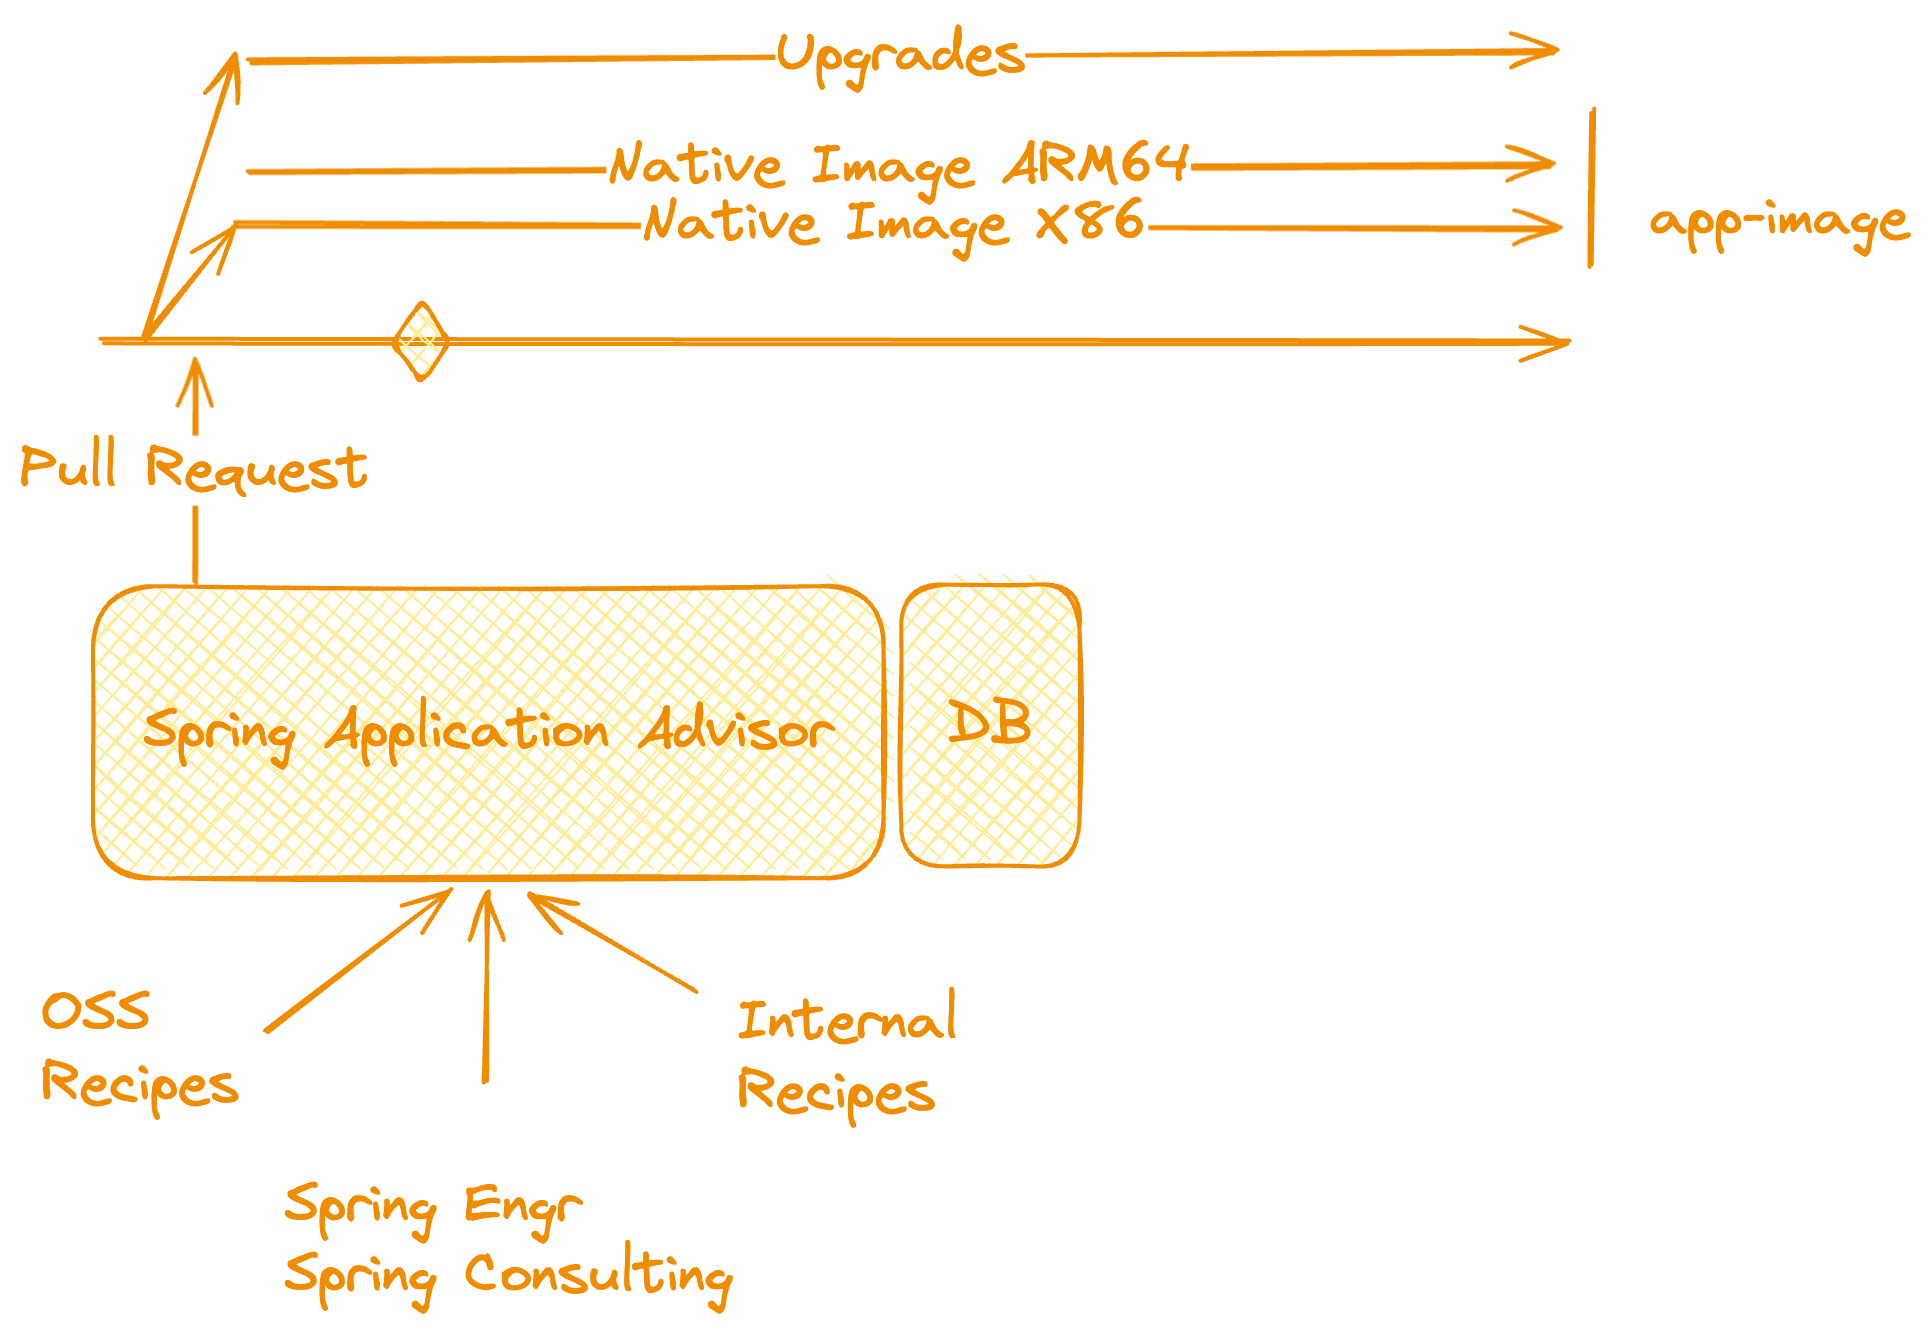 Upgrades
Native Image ARM64
Native Image X86
app-image
Pull Request
Spring Application Advisor
DB
OSS
Recipes
Internal
Recipes
Spring Engr
Spring Consulting